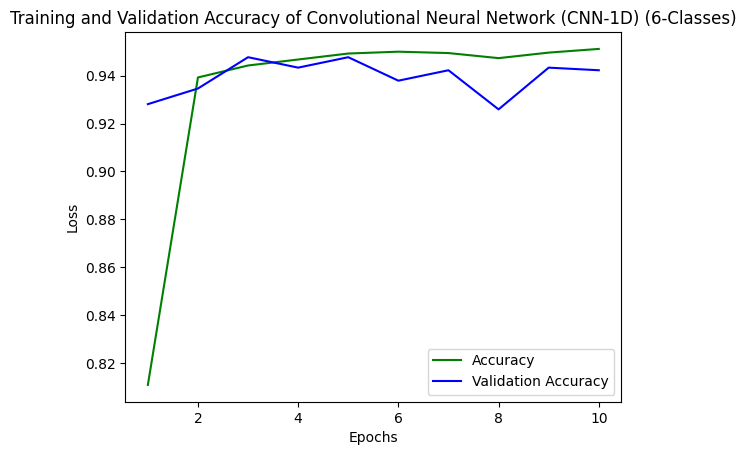 Training and Validation Accuracy of Convolutional Neural Network (CNN-1D) (6-Classes)
0.94
0.92
0.90
0.88
0.86
0.84
0.82
Loss
Accuracy
Validation Accuracy
2 4 6 8 10
Epochs